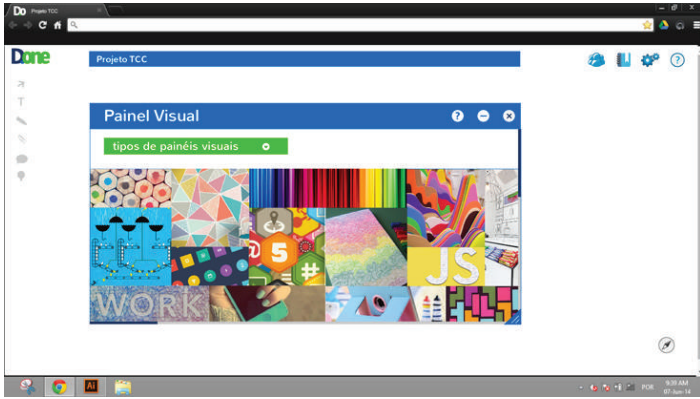 Do Projeto TCC
Done
Projeto TCC
?
T
Painel Visual
?
tipos de painéis visuais
@
5
#
JS
WORK
Ai
POR
9:39 AM
07-Jun-14